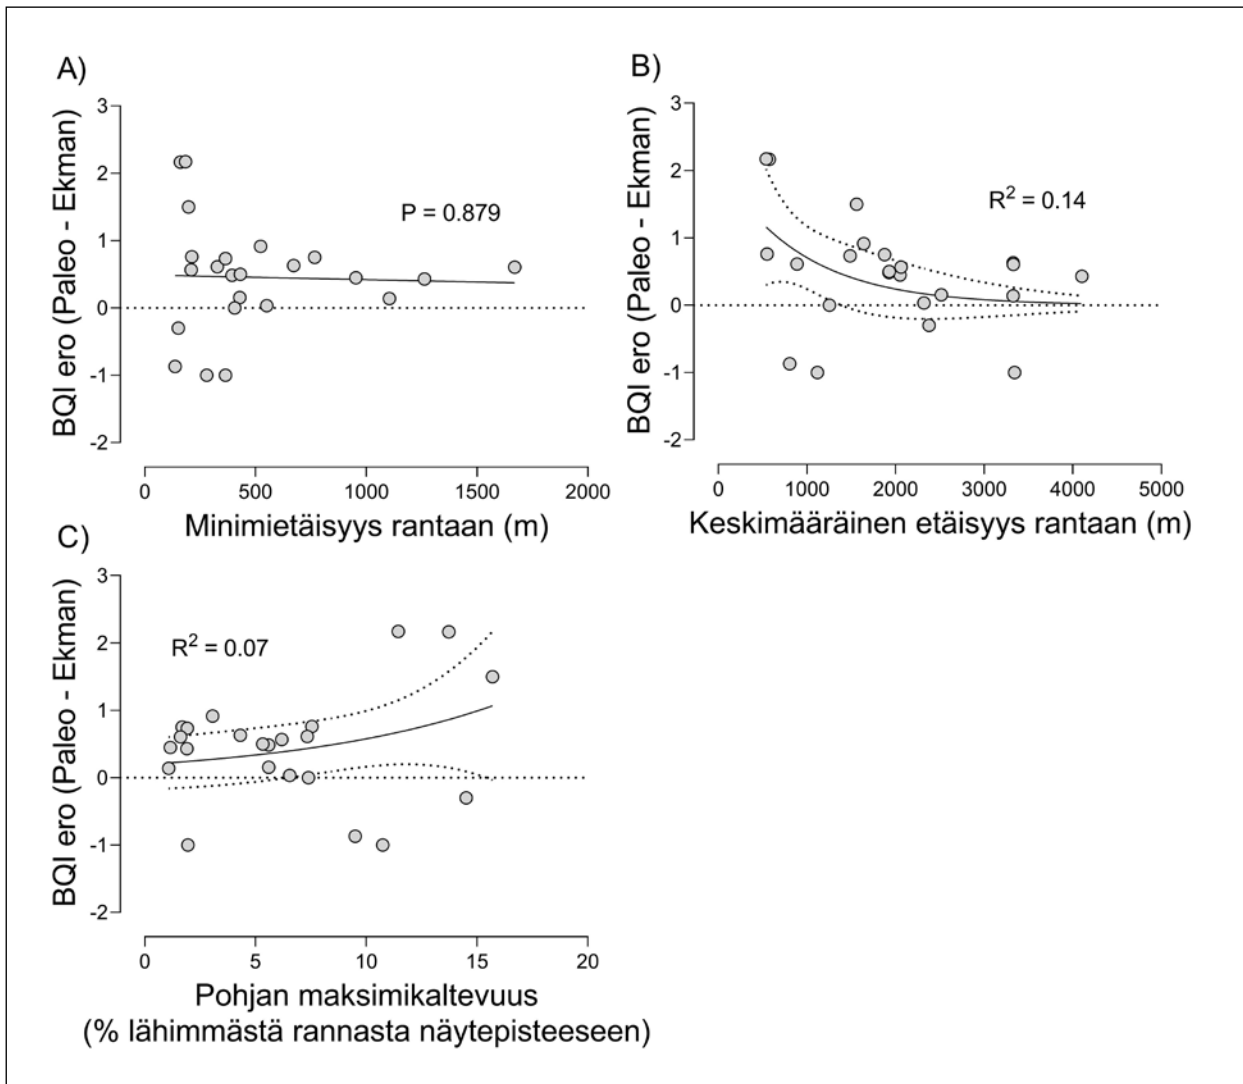 A)
BQI ero (Paleo - Ekman)
3
2
1
0
-1
-2
P = 0.879
0 500 1000 1500 2000
Minimietäisyys rantaan (m)
B)
BQI ero (Paleo - Ekman)
3
2
1
0
-1
-2
R² = 0.14
0 1000 2000 3000 4000 5000
Keskimääräinen etäisyys rantaan (m)
C)
BQI ero (Paleo - Ekman)
3
2
1
0
-1
-2
R² = 0.07
0 5 10 15 20
Pohjan maksimikaltevuus
(% lähimmästä rannasta näytepisteeseen)